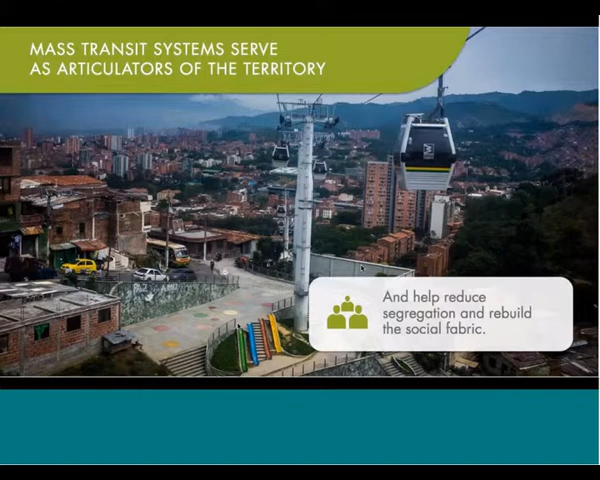 MASS TRANSIT SYSTEMS SERVE
AS ARTICULATORS OF THE TERRITORY
And help reduce
segregation and rebuild
the social fabric.